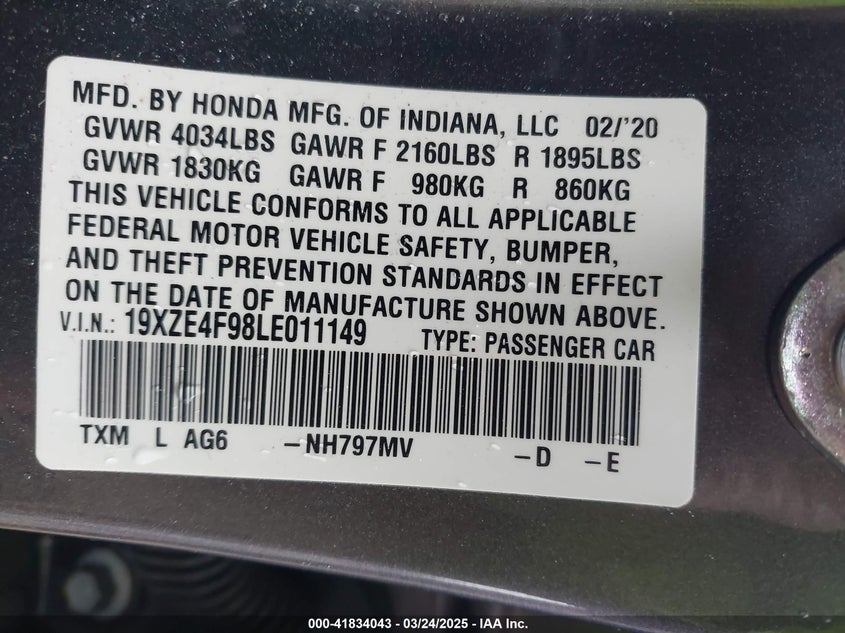 MFD. BY HONDA MFG. OF INDIANA, LLC 02/'20
GVWR 4034LBS GAWR F 2160LBS R 1895LBS
GVWR 1830KG GAWR F 980KG R 860KG
THIS VEHICLE CONFORMS TO ALL APPLICABLE
FEDERAL MOTOR VEHICLE SAFETY, BUMPER,
AND THEFT PREVENTION STANDARDS IN EFFECT
ON THE DATE OF MANUFACTURE SHOWN ABOVE.
V.I.N.: 19XZE4F98LE011149 TYPE: PASSENGER CAR
TXM L AG6 -NH797MV -D -E
000-41834043 - 03/24/2025 - IAA Inc.